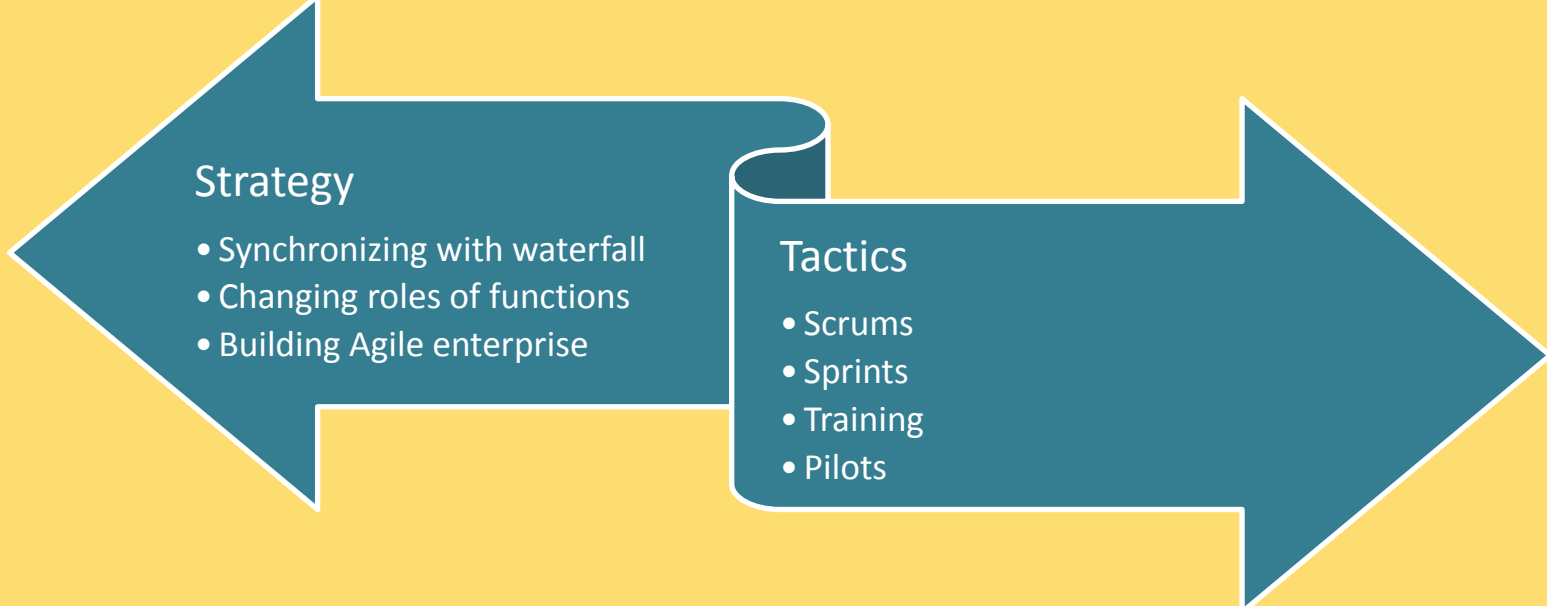 Strategy
• Synchronizing with waterfall
• Changing roles of functions
• Building Agile enterprise
Tactics
• Scrums
• Sprints
• Training
• Pilots